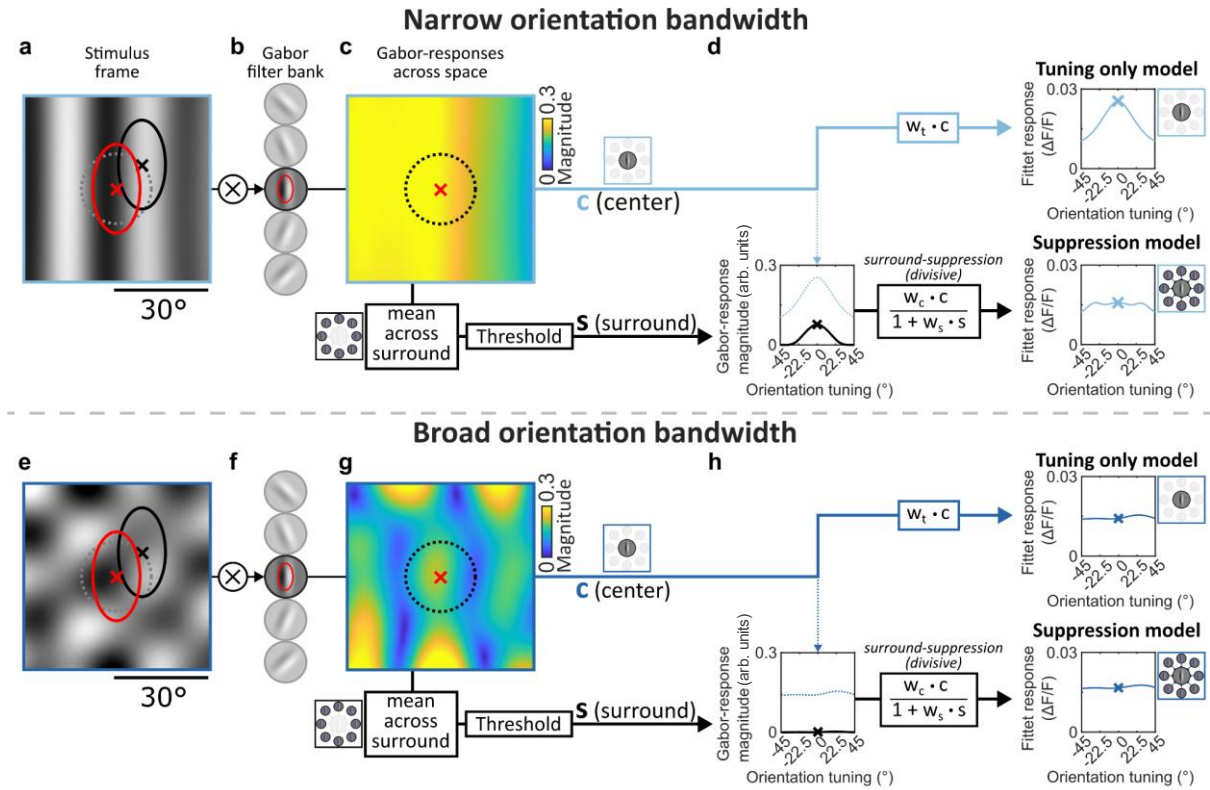 Narrow orientation bandwidth
a
Stimulus
frame
b
Gabor
filter bank
c
Gabor-responses
across space
d
30°
0 0.3
Magnitude
C (center)
mean
across
surround
Threshold
S (surround)
wt · c
Gabor-response
magnitude (arb. units)
0.3
0
-45
-22.5
0
22.5
45
Orientation tuning (°)
surround-suppression
(divisive)
wc · c
1 + ws · s
Tuning only model
Fittet response
(ΔF/F)
0.03
0
-45
-22.5
0
22.5
45
Orientation tuning (°)
Suppression model
Fittet response
(ΔF/F)
0.03
0
-45
-22.5
0
22.5
45
Orientation tuning (°)
Broad orientation bandwidth
e
f
g
h
30°
0 0.3
Magnitude
C (center)
mean
across
surround
Threshold
S (surround)
wt · c
Gabor-response
magnitude (arb. units)
0.3
0
-45
-22.5
0
22.5
45
Orientation tuning (°)
surround-suppression
(divisive)
wc · c
1 + ws · s
Tuning only model
Fittet response
(ΔF/F)
0.03
0
-45
-22.5
0
22.5
45
Orientation tuning (°)
Suppression model
Fittet response
(ΔF/F)
0.03
0
-45
-22.5
0
22.5
45
Orientation tuning (°)